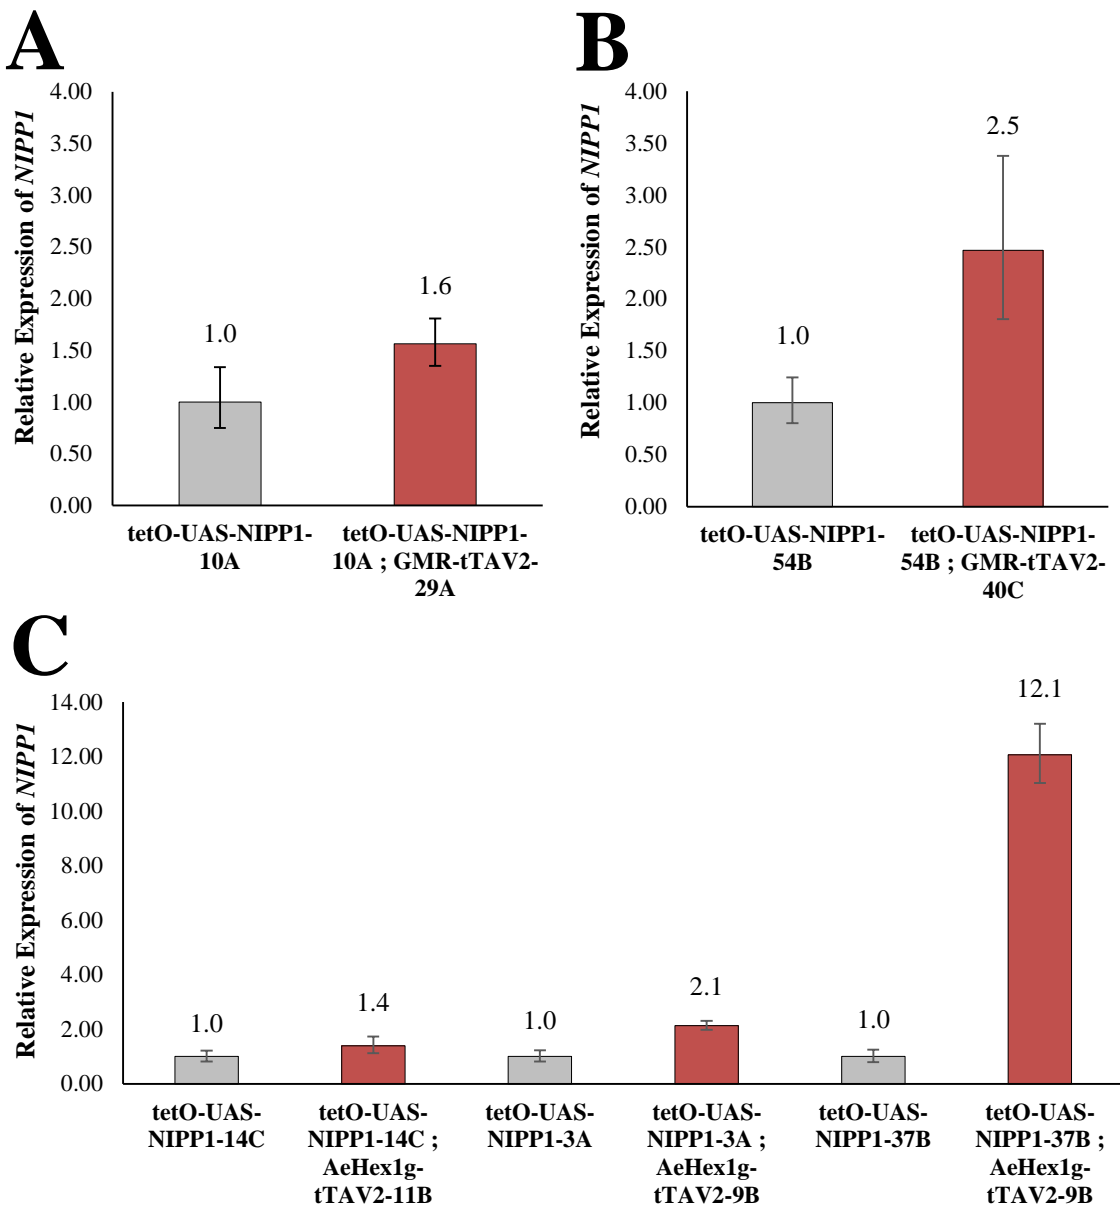 A
Relative Expression of NIPP1
4.00
3.50
3.00
2.50
2.00
1.50
1.00
0.50
0.00
1.0
1.6
tetO-UAS-NIPP1-
10A
tetO-UAS-NIPP1-
10A ; GMR-tTAV2-
29A
B
Relative Expression of NIPP1
4.00
3.50
3.00
2.50
2.00
1.50
1.00
0.50
0.00
1.0
2.5
tetO-UAS-NIPP1-
54B
tetO-UAS-NIPP1-
54B ; GMR-tTAV2-
40C
C
Relative Expression of NIPP1
14.00
12.00
10.00
8.00
6.00
4.00
2.00
0.00
1.0
1.4
1.0
2.1
1.0
12.1
tetO-UAS-
NIPP1-14C
tetO-UAS-
NIPP1-14C ;
AeHex1g-
tTAV2-11B
tetO-UAS-
NIPP1-3A
tetO-UAS-
NIPP1-3A ;
AeHex1g-
tTAV2-9B
tetO-UAS-
NIPP1-37B
tetO-UAS-
NIPP1-37B ;
AeHex1g-
tTAV2-9B